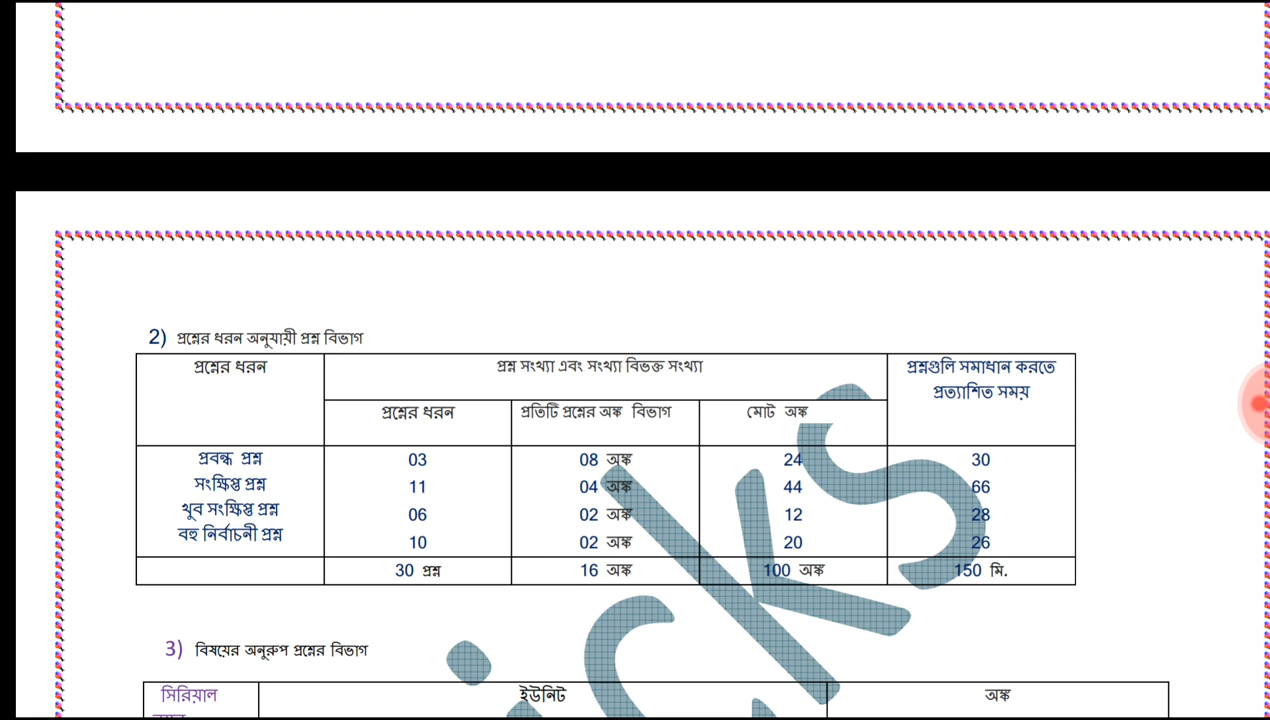 2) প্রশ্নের ধরন অনুযায়ী প্রশ্ন বিভাগ
প্রশ্নের ধরন প্রশ্ন সংখ্যা এবং সংখ্যা বিভক্ত সংখ্যা প্রশ্নগুলি সমাধান করতে
প্রত্যাশিত সময়
প্রশ্নের ধরন প্রতিটি প্রশ্নের অঙ্ক বিভাগ মোট অঙ্ক
প্রবন্ধ প্রশ্ন 03 08 অঙ্ক 24 30
সংক্ষিপ্ত প্রশ্ন 11 04 অঙ্ক 44 66
খুব সংক্ষিপ্ত প্রশ্ন 06 02 অঙ্ক 12 28
বহু নির্বাচনী প্রশ্ন 10 02 অঙ্ক 20 26
30 প্রশ্ন 16 অঙ্ক 100 অঙ্ক 150 মি.
3) বিষয়ের অনুরুপ প্রশ্নের বিভাগ
সিরিয়াল ইউনিট অঙ্ক